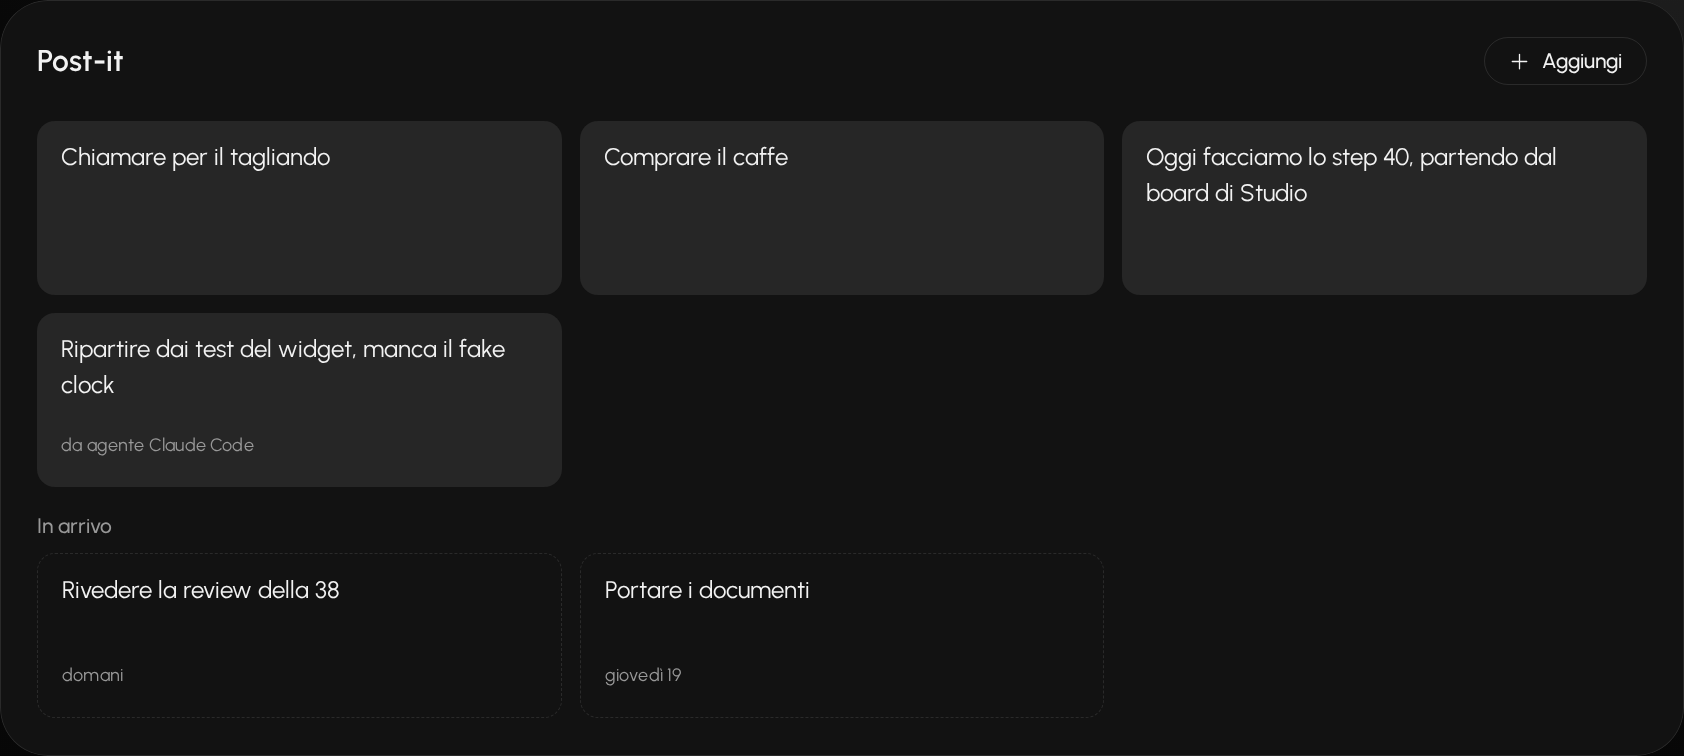 Post-it
Aggiungi
Chiamare per il tagliando
Comprare il caffe
Oggi facciamo lo step 40, partendo dal
board di Studio
Ripartire dai test del widget, manca il fake
clock
da agente Claude Code
In arrivo
Rivedere la review della 38
domani
Portare i documenti
giovedì 19